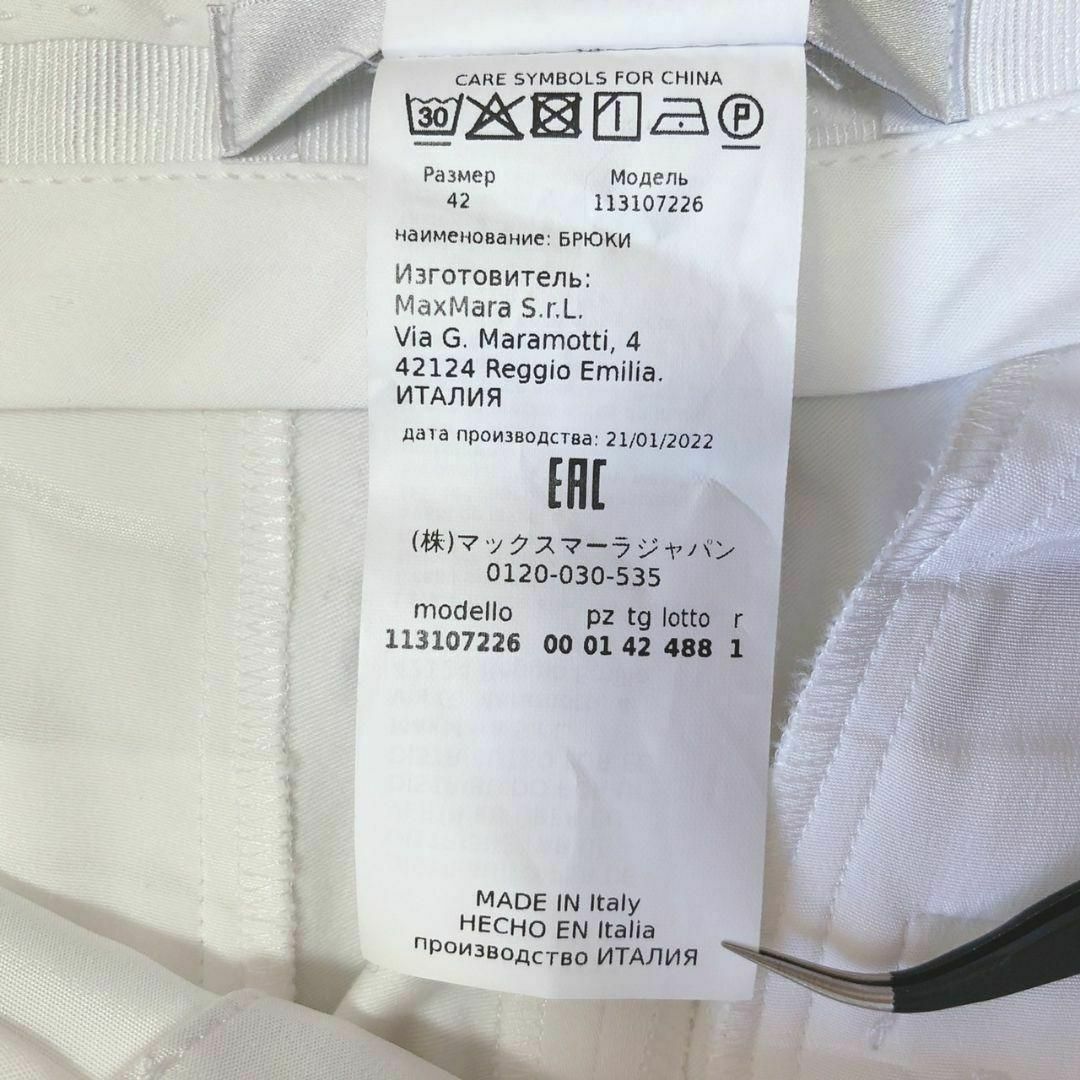 CARE SYMBOLS FOR CHINA
30 P
Размер Модель
42 113107226
наименование: БРЮКИ
Изготовитель:
MaxMara S.r.L.
Via G. Maramotti, 4
42124 Reggio Emilia.
ИТАЛИЯ
дата производства: 21/01/2022
EAC
(株)マックスマーラジャパン
0120-030-535
modello pz tg lotto r
113107226 00 01 42 488 1
MADE IN Italy
HECHO EN Italia
производство ИТАЛИЯ